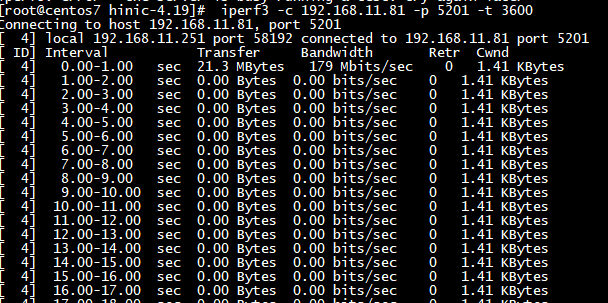 [root@centos7 hinic-4.19]# iperf3 -c 192.168.11.81 -p 5201 -t 3600
Connecting to host 192.168.11.81, port 5201
[ 4] local 192.168.11.251 port 58192 connected to 192.168.11.81 port 5201
[ ID] Interval Transfer Bandwidth Retr Cwnd
[ 4] 0.00-1.00 sec 21.3 MBytes 179 Mbits/sec 0 1.41 KBytes
[ 4] 1.00-2.00 sec 0.00 Bytes 0.00 bits/sec 0 1.41 KBytes
[ 4] 2.00-3.00 sec 0.00 Bytes 0.00 bits/sec 0 1.41 KBytes
[ 4] 3.00-4.00 sec 0.00 Bytes 0.00 bits/sec 0 1.41 KBytes
[ 4] 4.00-5.00 sec 0.00 Bytes 0.00 bits/sec 0 1.41 KBytes
[ 4] 5.00-6.00 sec 0.00 Bytes 0.00 bits/sec 0 1.41 KBytes
[ 4] 6.00-7.00 sec 0.00 Bytes 0.00 bits/sec 0 1.41 KBytes
[ 4] 7.00-8.00 sec 0.00 Bytes 0.00 bits/sec 0 1.41 KBytes
[ 4] 8.00-9.00 sec 0.00 Bytes 0.00 bits/sec 0 1.41 KBytes
[ 4] 9.00-10.00 sec 0.00 Bytes 0.00 bits/sec 0 1.41 KBytes
[ 4] 10.00-11.00 sec 0.00 Bytes 0.00 bits/sec 0 1.41 KBytes
[ 4] 11.00-12.00 sec 0.00 Bytes 0.00 bits/sec 0 1.41 KBytes
[ 4] 12.00-13.00 sec 0.00 Bytes 0.00 bits/sec 0 1.41 KBytes
[ 4] 13.00-14.00 sec 0.00 Bytes 0.00 bits/sec 0 1.41 KBytes
[ 4] 14.00-15.00 sec 0.00 Bytes 0.00 bits/sec 0 1.41 KBytes
[ 4] 15.00-16.00 sec 0.00 Bytes 0.00 bits/sec 0 1.41 KBytes
[ 4] 16.00-17.00 sec 0.00 Bytes 0.00 bits/sec 0 1.41 KBytes